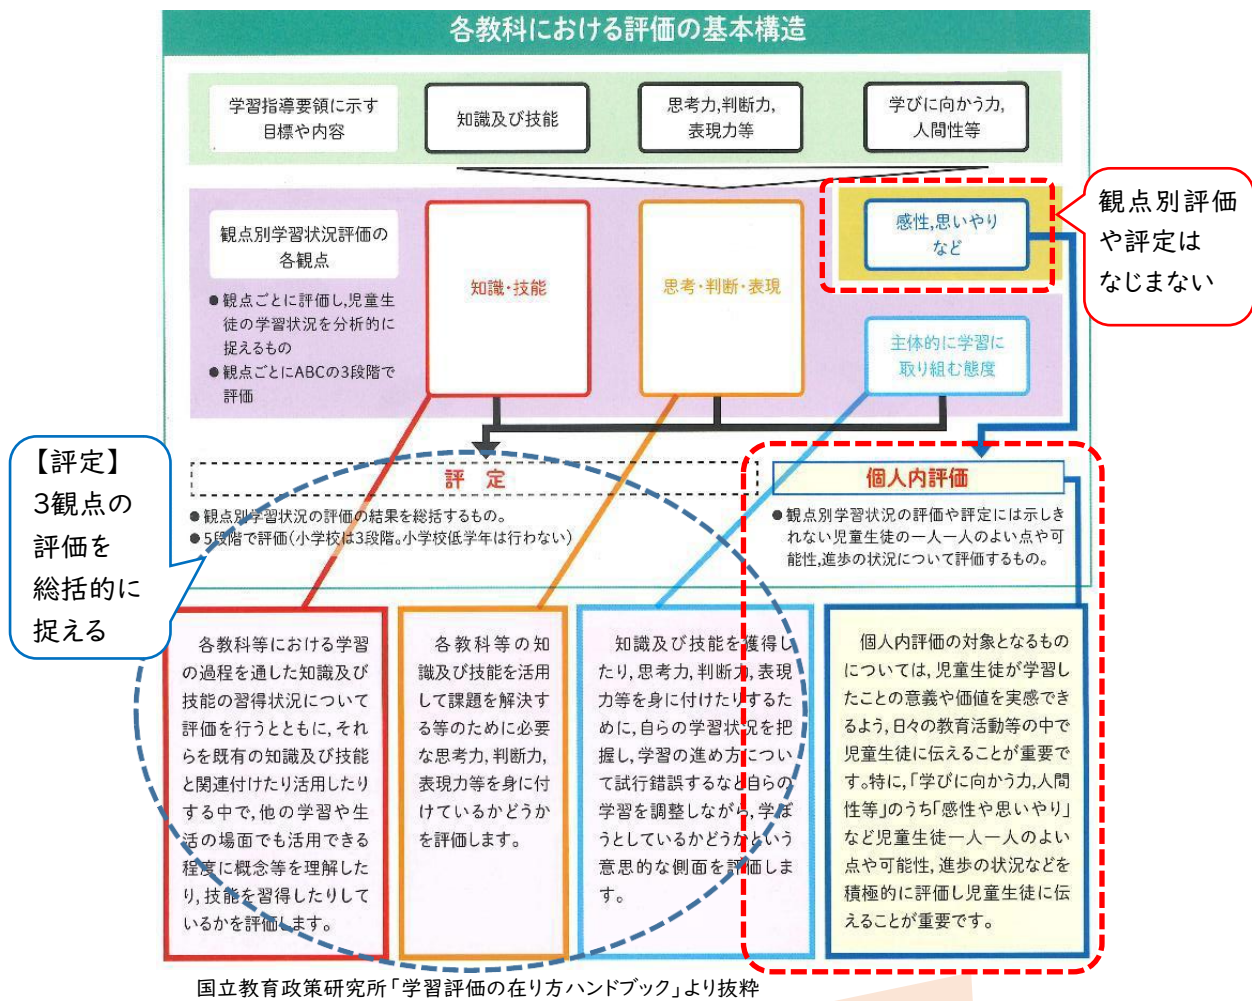 各教科における評価の基本構造
学習指導要領に示す
目標や内容
知識及び技能
思考力,判断力,
表現力等
学びに向かう力,
人間性等
観点別学習状況評価の
各観点
●観点ごとに評価し,児童生
徒の学習状況を分析的に
捉えるもの
●観点ごとにABCの3段階で
評価
知識・技能
思考・判断・表現
感性,思いやり
など
主体的に学習に
取り組む態度
観点別評価
や評定は
なじまない
【評定】
3観点の
評価を
総括的に
捉える
評 定
●観点別学習状況の評価の結果を総括するもの。
●5段階で評価(小学校は3段階。小学校低学年は行わない)
個人内評価
●観点別学習状況の評価や評定には示しき
れない児童生徒の一人一人のよい点や可
能性,進歩の状況について評価するもの。
各教科等における学習
の過程を通した知識及び
技能の習得状況について
評価を行うとともに,それ
らを既有の知識及び技能
と関連付けたり活用したり
する中で,他の学習や生
活の場面でも活用できる
程度に概念等を理解した
り,技能を習得したりして
いるかを評価します。
各教科等の知
識及び技能を活用
して課題を解決す
る等のために必要
な思考力,判断力,
表現力等を身に付
けているかどうか
を評価します。
知識及び技能を獲得し
たり,思考力,判断力,表現
力等を身に付けたりするた
めに,自らの学習状況を把
握し,学習の進め方につい
て試行錯誤するなど自らの
学習を調整しながら,学ぼ
うとしているかどうかという
意思的な側面を評価しま
す。
個人内評価の対象となるもの
については,児童生徒が学習し
たことの意義や価値を実感でき
るよう,日々の教育活動等の中で
児童生徒に伝えることが重要で
す。特に,「学びに向かう力,人間
性等」のうち「感性や思いやり」
など児童生徒一人一人のよい
点や可能性,進歩の状況などを
積極的に評価し児童生徒に伝
えることが重要です。
国立教育政策研究所「学習評価の在り方ハンドブック」より抜粋